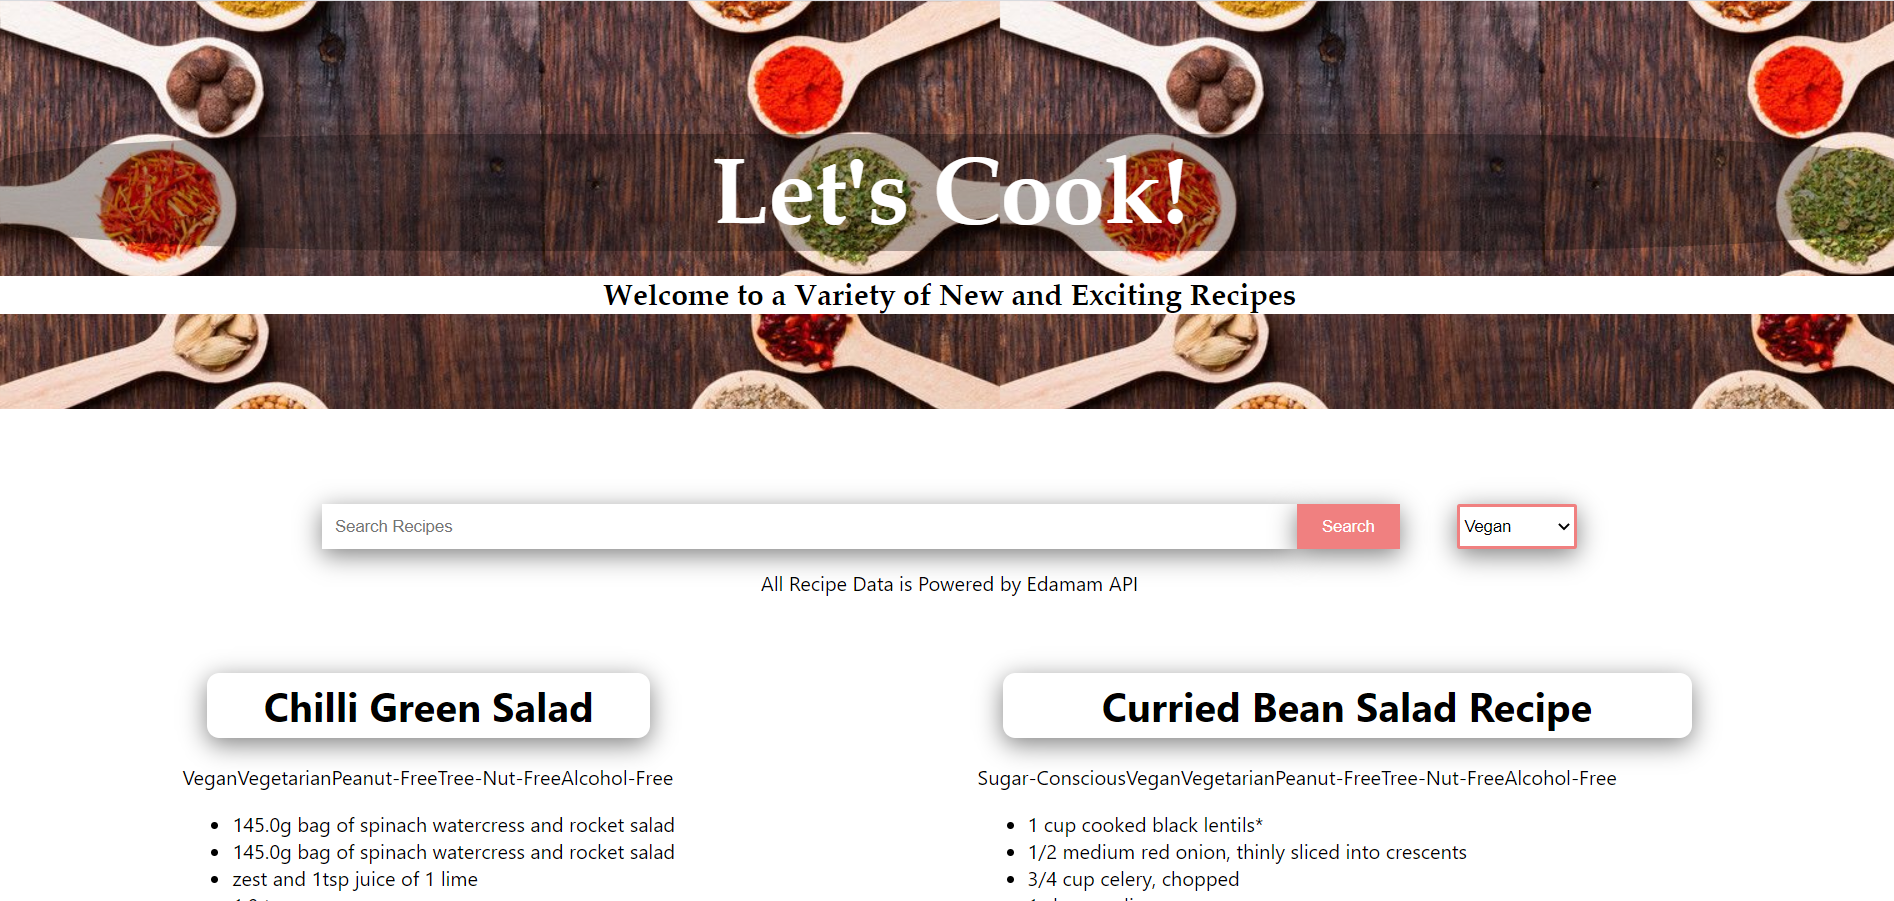 Let's Cook!
Welcome to a Variety of New and Exciting Recipes
Search Recipes
Search
Vegan
All Recipe Data is Powered by Edamam API
Chilli Green Salad
VeganVegetarianPeanut-FreeTree-Nut-FreeAlcohol-Free
145.0g bag of spinach watercress and rocket salad
145.0g bag of spinach watercress and rocket salad
zest and 1tsp juice of 1 lime
Curried Bean Salad Recipe
Sugar-ConsciousVeganVegetarianPeanut-FreeTree-Nut-FreeAlcohol-Free
1 cup cooked black lentils*
1/2 medium red onion, thinly sliced into crescents
3/4 cup celery, chopped